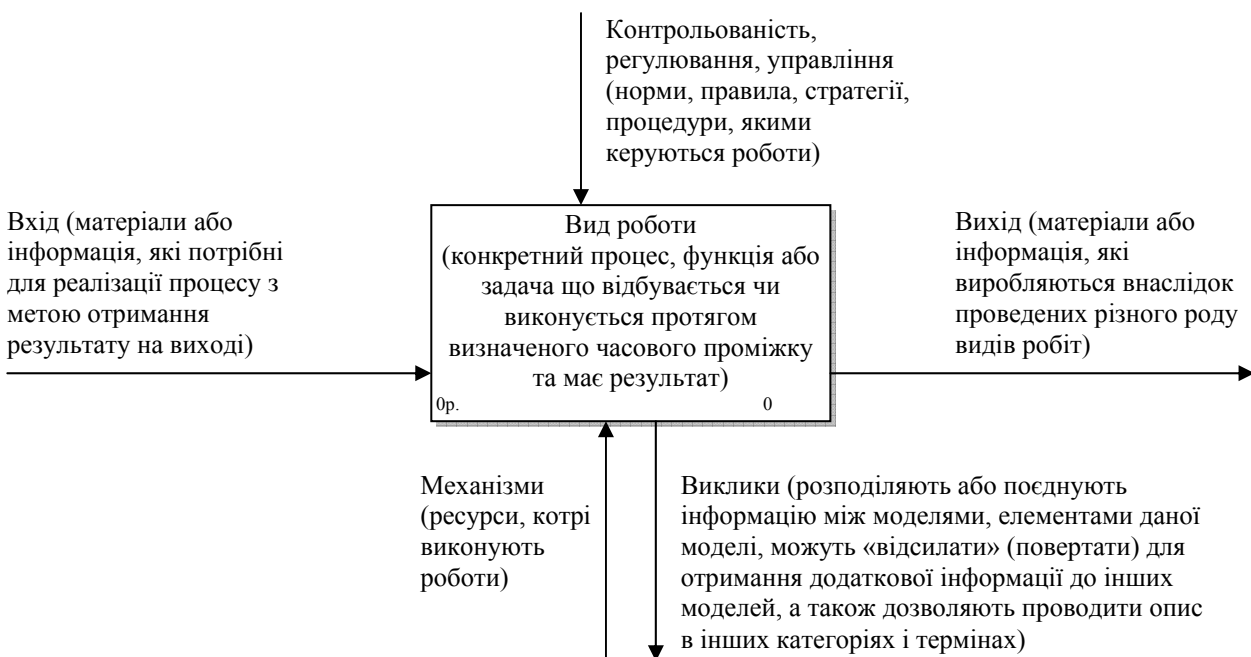 Контрольованість,
регулювання, управління
(норми, правила, стратегії,
процедури, якими
керуються роботи)
Вхід (матеріали або
інформація, які потрібні
для реалізації процесу з
метою отримання
результату на виході)
Вид роботи
(конкретний процес, функція або
задача що відбувається чи
виконується протягом
визначеного часового проміжку
та має результат)
0р. 0
Вихід (матеріали або
інформація, які
виробляються внаслідок
проведених різного роду
видів робіт)
Механізми
(ресурси, котрі
виконують
роботи)
Виклики (розподіляють або поєднують
інформацію між моделями, елементами даної
моделі, можуть «відсилати» (повертати) для
отримання додаткової інформації до інших
моделей, а також дозволяють проводити опис
в інших категоріях і термінах)